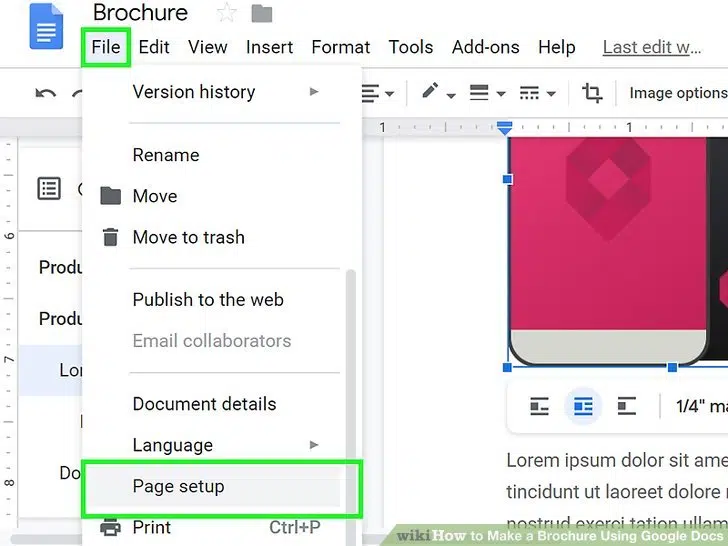 Brochure
File Edit View Insert Format Tools Add-ons Help Last edit w...
Version history
Image options
1 1
Rename
Move
Move to trash
6
Produ
Publish to the web
Produ
Email collaborators
7
Lor
Document details
1/4" ma
Language
Lorem ipsum dolor sit ame
Do
8
Page setup
tincidunt ut laoreet dolore
Print Ctrl+P
nostrud exerci tation ullamc
wikiHow to Make a Brochure Using Google Docs